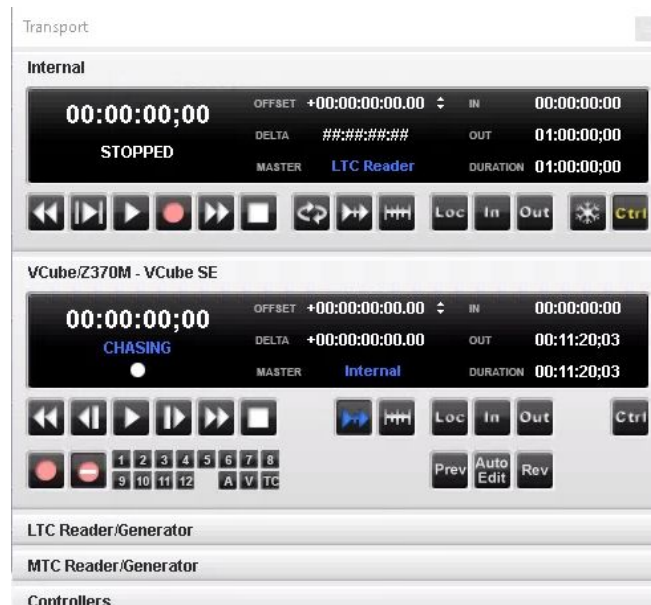 Transport
Internal
00:00:00;00 OFFSET +00:00:00:00.00 IN 00:00:00:00
STOPPED DELTA ##:##:##:## OUT 01:00:00;00
MASTER LTC Reader DURATION 01:00:00;00
Loc In Out Ctrl
VCube/Z370M - VCube SE
00:00:00;00 OFFSET +00:00:00:00.00 IN 00:00:00:00
CHASING DELTA +00:00:00:00.00 OUT 00:11:20;03
MASTER Internal DURATION 00:11:20;03
Loc In Out Ctrl
1 2 3 4 5 6 7 8
9 10 11 12 A V TC Prev Auto Edit Rev
LTC Reader/Generator
MTC Reader/Generator
Controllers